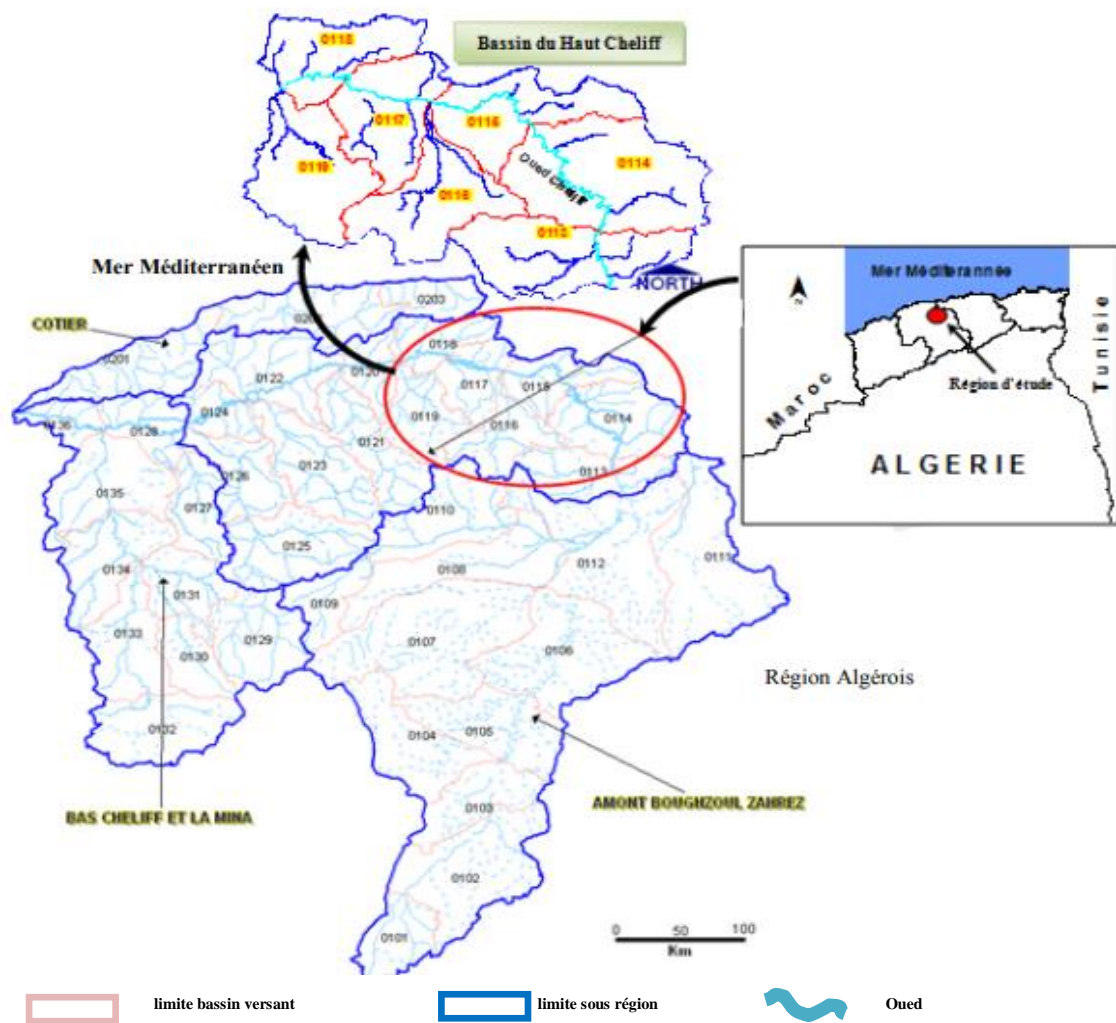 Bassin du Haut Cheliff
0118
0117
0115
0114
0119
0116
Oued Cheliff
0113
NORTH
Mer Méditerranéen
Mer Méditerannée
N
Région d'étude
Maroc
Tunisie
ALGERIE
COTIER
0203
0201
0118
0120
0122
0117
0115
0124
0119
0114
0116
0136
0128
0121
0123
0113
0126
0135
0127
0110
0125
0112
0111
0108
0134
0131
0109
0133
0129
0107
0106
0130
Région Algérois
0132
0104
0105
BAS CHELIFF ET LA MINA
AMONT BOUGHZOUL ZAHREZ
0103
0102
0101
0 50 100
Km
limite bassin versant
limite sous région
Oued